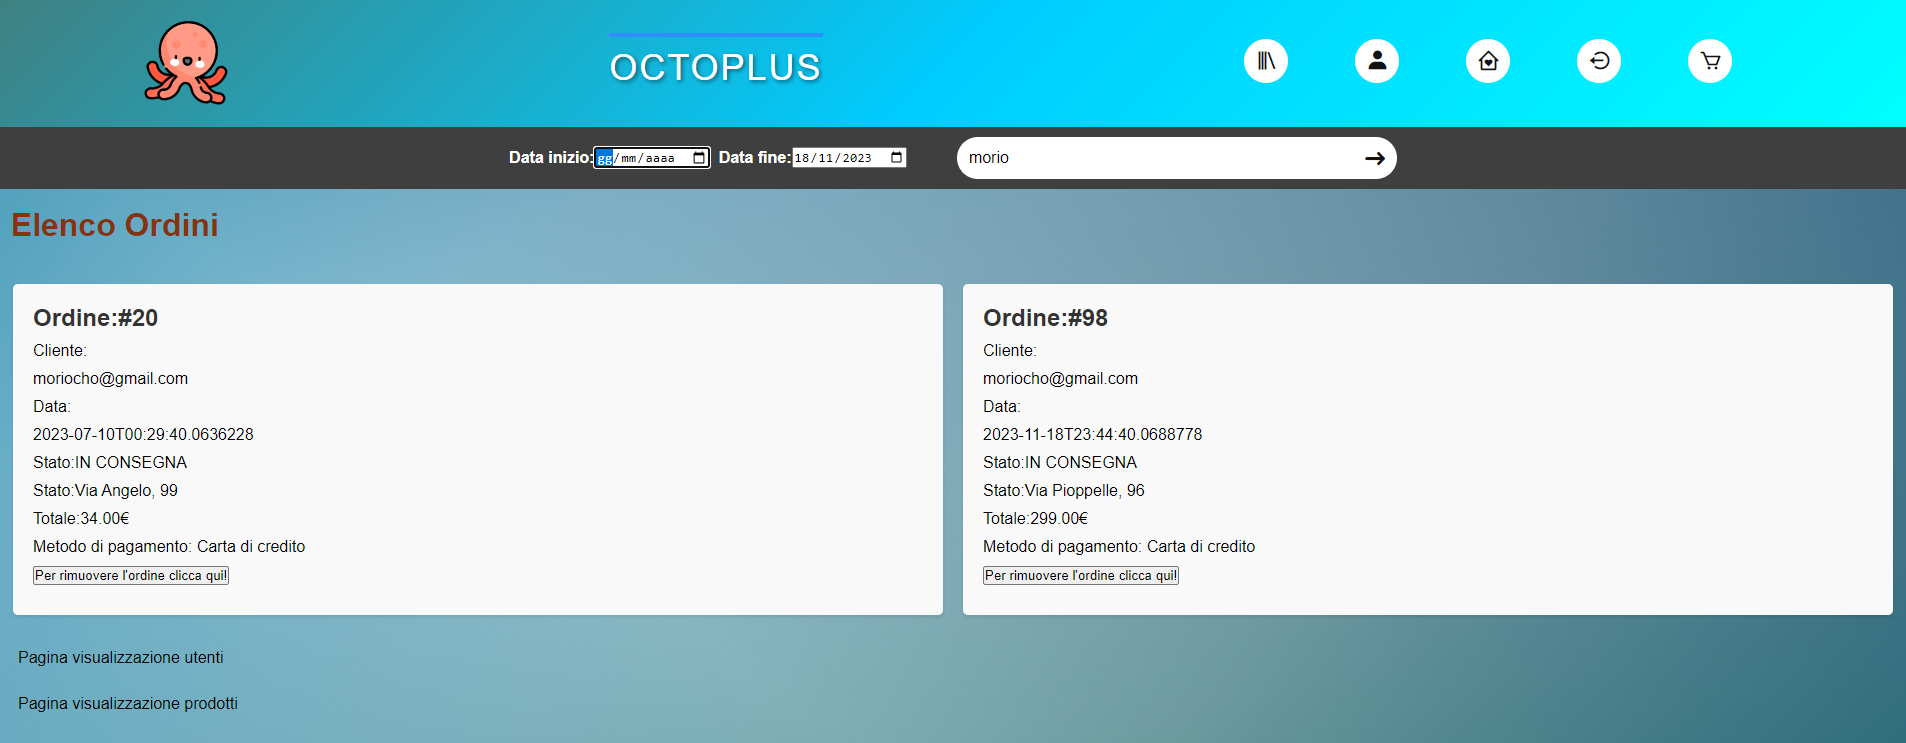 OCTOPLUS
Data inizio: gg/mm/aaaa Data fine: 18/11/2023 morio
Elenco Ordini
Ordine:#20
Cliente:
moriocho@gmail.com
Data:
2023-07-10T00:29:40.0636228
Stato:IN CONSEGNA
Stato:Via Angelo, 99
Totale:34.00€
Metodo di pagamento: Carta di credito
Per rimuovere l'ordine clicca qui!
Ordine:#98
Cliente:
moriocho@gmail.com
Data:
2023-11-18T23:44:40.0688778
Stato:IN CONSEGNA
Stato:Via Pioppelle, 96
Totale:299.00€
Metodo di pagamento: Carta di credito
Per rimuovere l'ordine clicca qui!
Pagina visualizzazione utenti
Pagina visualizzazione prodotti